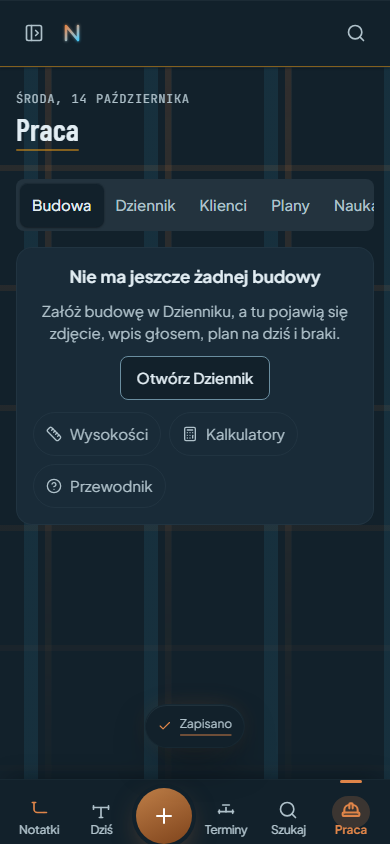 N
ŚRODA, 14 PAŹDZIERNIKA
Praca
Budowa Dziennik Klienci Plany Nauka
Nie ma jeszcze żadnej budowy
Załóż budowę w Dzienniku, a tu pojawią się
zdjęcie, wpis głosem, plan na dziś i braki.
Otwórz Dziennik
Wysokości Kalkulatory
Przewodnik
Zapisano
Notatki Dziś Terminy Szukaj Praca